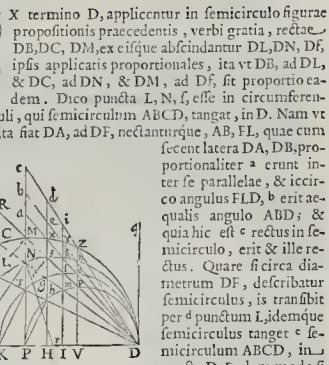 X termino D, applicentur in semicirculo figurae
propositionis praecedentis, verbi gratia, rectae
DB,DC, DM,ex eisque abscindantur DL,DN, Df,
ipsis applicatis proportionales, ita vt DB, ad DL,
& DC, ad DN, & DM, ad Df, sit proportio ea-
dem. Dico puncta L, N, f, esse in circumferen-
uli, qui semicirculum ABCD, tangat, in D. Nam vt
ita fiat DA, ad DF, nectanturque, AB, FL, quae cum
secent latera DA, DB,pro-
portionaliter a erunt in-
ter se parallelae, & iccir-
co angulus FLD, b erit ae-
qualis angulo ABD; &
quia hic est c rectus in se-
micirculo, erit & ille re-
ctus. Quare si circa dia-
metrum DF, describatur
semicirculus, is transibit
per d punctum L,idemque
semicirculus tanget e se-
micirculum ABCD, in
c
d
b
a
i
R
e
z
q
C
M
N
L
d
h
r
K P H I V D